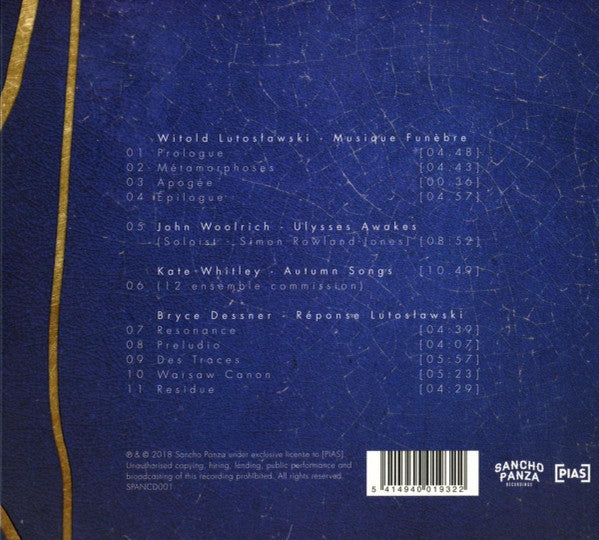 Witold Lutosławski - Musique Funèbre
01 Prologue [04.48]
02 Métamorphoses [04.43]
03 Apogée [00.36]
04 Épilogue [04.57]
John Woolrich - Ulysses Awakes
05 [Soloist - Simon Rowland-Jones] [08:52]
Kate Whitley - Autumn Songs [10.49]
06 (12 ensemble commission)
Bryce Dessner - Réponse Lutosławski
07 Resonance [04.39]
08 Preludio [04:07]
09 Des Traces [05:57]
10 Warsaw Canon [05:23]
11 Residue [04:29]
℗ & © 2018 Sancho Panza under exclusive license to [PIAS].
Unauthorised copying, hiring, lending, public performance and
broadcasting of this recording prohibited. All rights reserved.
SPANCD001
5 414940 019322
SANCHO
PANZA
RECORDINGS
[PIAS]